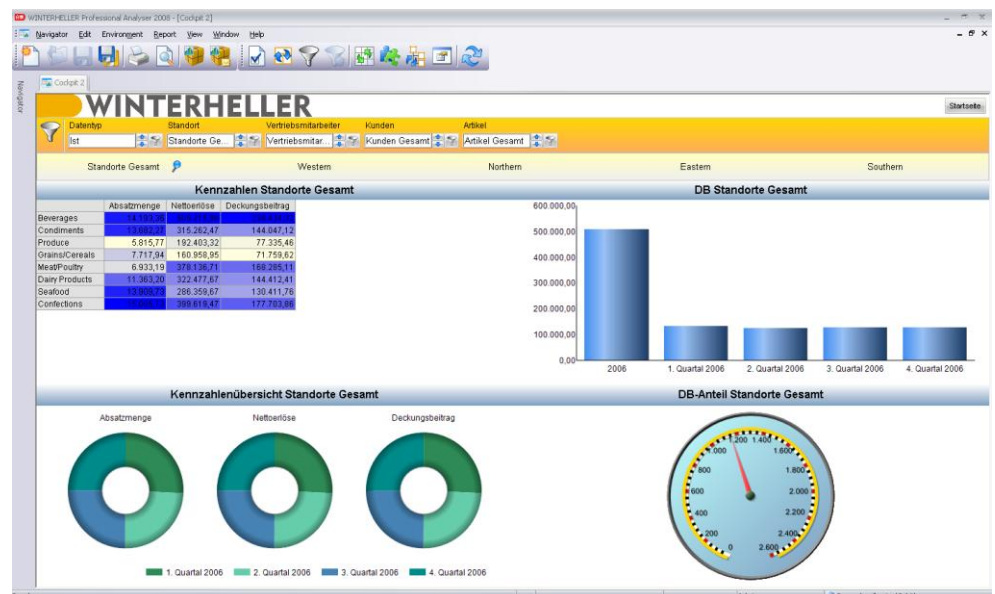 WINTERHELLER Professional Analyser 2008 - [Cockpit 2]
Navigator Edit Environment Report View Window Help
Navigator
Cockpit 2
WINTERHELLER
Startseite
Datentyp Standort Vertriebsmitarbeiter Kunden Artikel
Ist Standorte Ge... Vertriebsmitar... Kunden Gesamt Artikel Gesamt
Standorte Gesamt Western Northern Eastern Southern
Kennzahlen Standorte Gesamt
Absatzmenge Nettoerlöse Deckungsbeitrag
Beverages
Condiments 315.262,47 144.047,12
Produce 5.815,77 192.403,32 77.335,46
Grains/Cereals 7.717,94 160.958,95 71.759,62
Meat/Poultry 6.933,19 378.136,71 168.285,11
Dairy Products 11.363,20 322.477,67 144.412,41
Seafood 286.359,67 130.411,76
Confections 399.619,47 177.703,86
DB Standorte Gesamt
600.000,00
500.000,00
400.000,00
300.000,00
200.000,00
100.000,00
0,00
2006 1. Quartal 2006 2. Quartal 2006 3. Quartal 2006 4. Quartal 2006
Kennzahlenübersicht Standorte Gesamt
Absatzmenge Nettoerlöse Deckungsbeitrag
1. Quartal 2006 2. Quartal 2006 3. Quartal 2006 4. Quartal 2006
DB-Anteil Standorte Gesamt
0 200 400 600 800 1.000 1.200 1.400 1.600 1.800 2.000 2.200 2.400 2.600